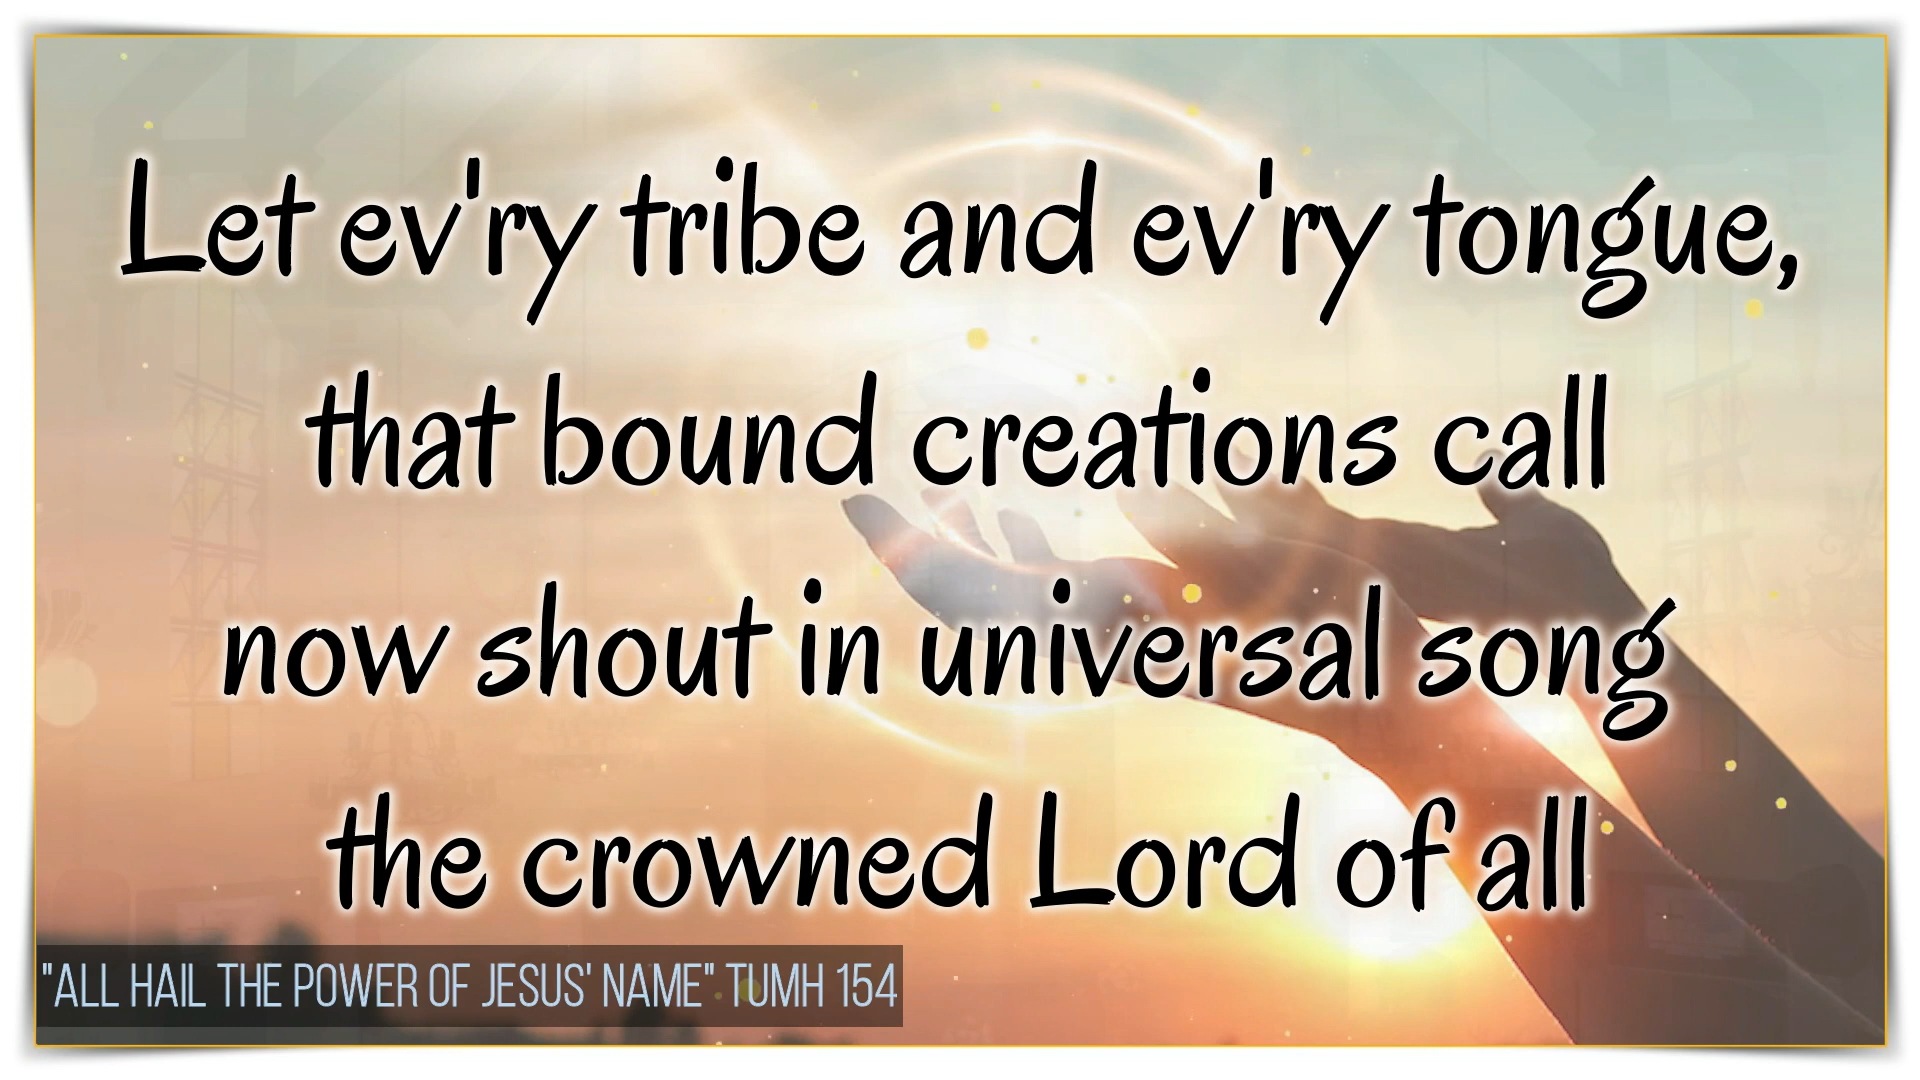 Let ev'ry tribe and ev'ry tongue,
that bound creations call
now shout in universal song
the crowned Lord of all
"ALL HAIL THE POWER OF JESUS' NAME" TUMH 154